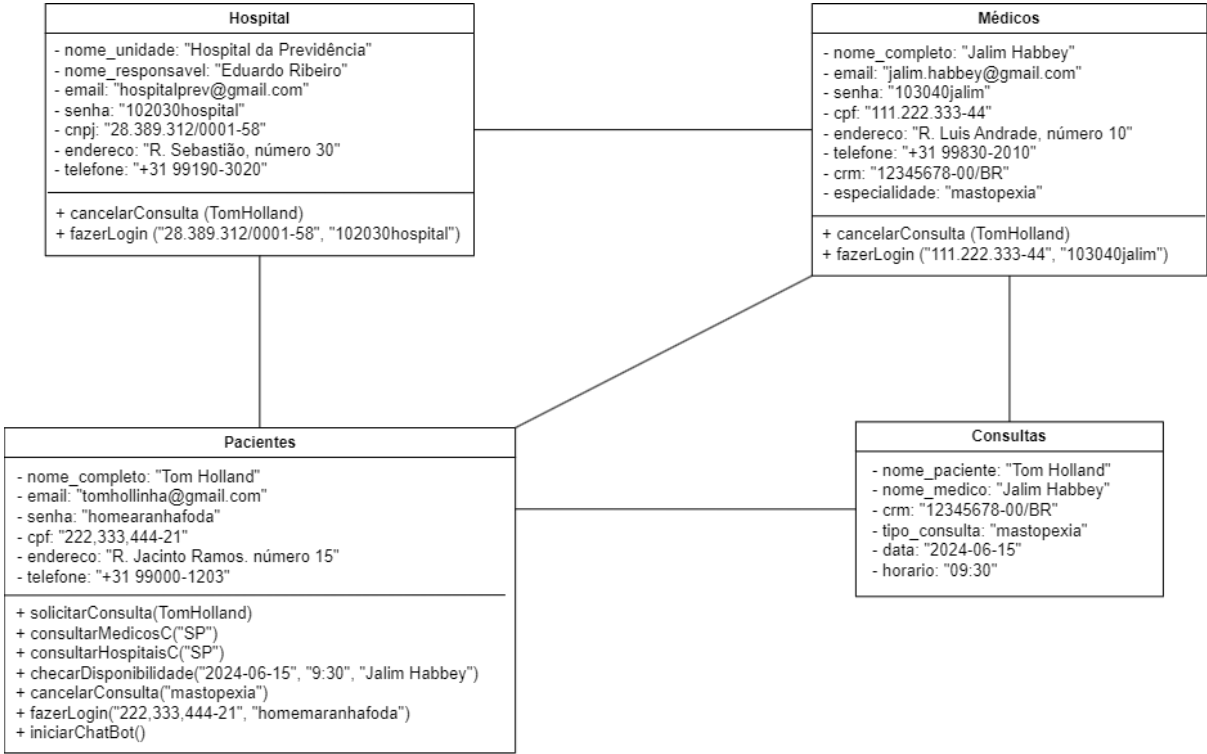 Hospital
- nome_unidade: "Hospital da Previdência"
- nome_responsavel: "Eduardo Ribeiro"
- email: "hospitalprev@gmail.com"
- senha: "102030hospital"
- cnpj: "28.389.312/0001-58"
- endereco: "R. Sebastião, número 30"
- telefone: "+31 99190-3020"
+ cancelarConsulta (TomHolland)
+ fazerLogin ("28.389.312/0001-58", "102030hospital")
Médicos
- nome_completo: "Jalim Habbey"
- email: "jalim.habbey@gmail.com"
- senha: "103040jalim"
- cpf: "111.222.333-44"
- endereco: "R. Luis Andrade, número 10"
- telefone: "+31 99830-2010"
- crm: "12345678-00/BR"
- especialidade: "mastopexia"
+ cancelarConsulta (TomHolland)
+ fazerLogin ("111.222.333-44", "103040jalim")
Pacientes
- nome_completo: "Tom Holland"
- email: "tomhollinha@gmail.com"
- senha: "homearanhafoda"
- cpf: "222,333,444-21"
- endereco: "R. Jacinto Ramos. número 15"
- telefone: "+31 99000-1203"
+ solicitarConsulta(TomHolland)
+ consultarMedicosC("SP")
+ consultarHospitaisC("SP")
+ checarDisponibilidade("2024-06-15", "9:30", "Jalim Habbey")
+ cancelarConsulta("mastopexia")
+ fazerLogin("222,333,444-21", "homemaranhafoda")
+ iniciarChatBot()
Consultas
- nome_paciente: "Tom Holland"
- nome_medico: "Jalim Habbey"
- crm: "12345678-00/BR"
- tipo_consulta: "mastopexia"
- data: "2024-06-15"
- horario: "09:30"